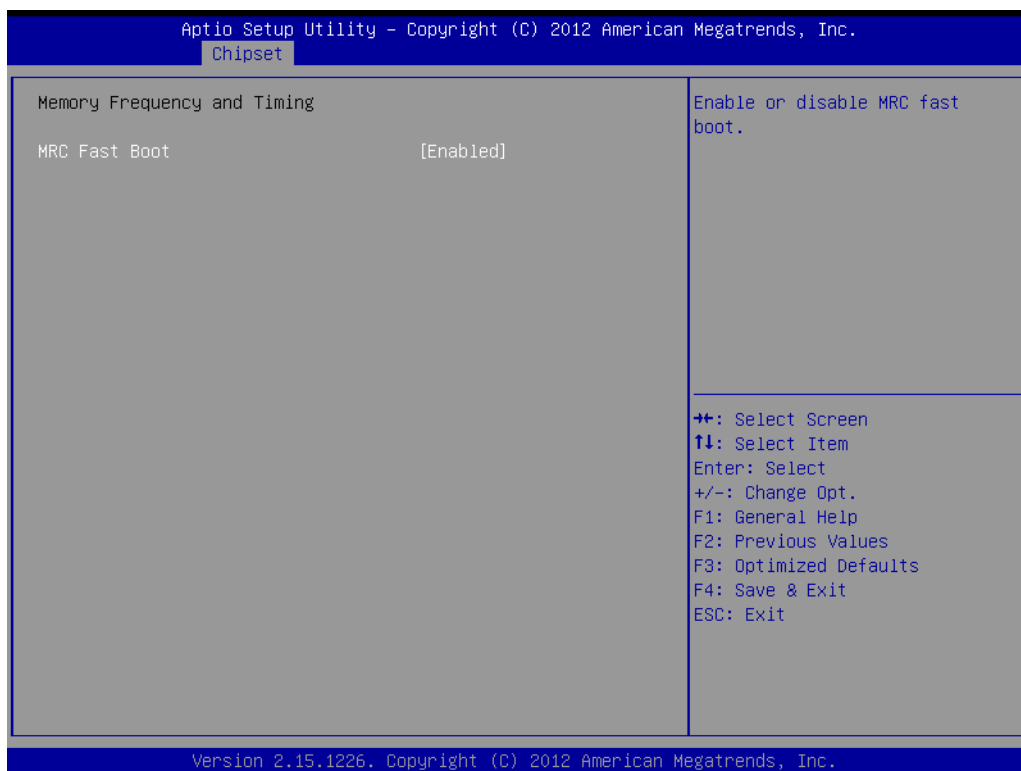 Aptio Setup Utility – Copyright (C) 2012 American Megatrends, Inc.
Chipset
Memory Frequency and Timing
MRC Fast Boot [Enabled]
Enable or disable MRC fast
boot.
→←: Select Screen
↑↓: Select Item
Enter: Select
+/-: Change Opt.
F1: General Help
F2: Previous Values
F3: Optimized Defaults
F4: Save & Exit
ESC: Exit
Version 2.15.1226. Copyright (C) 2012 American Megatrends, Inc.